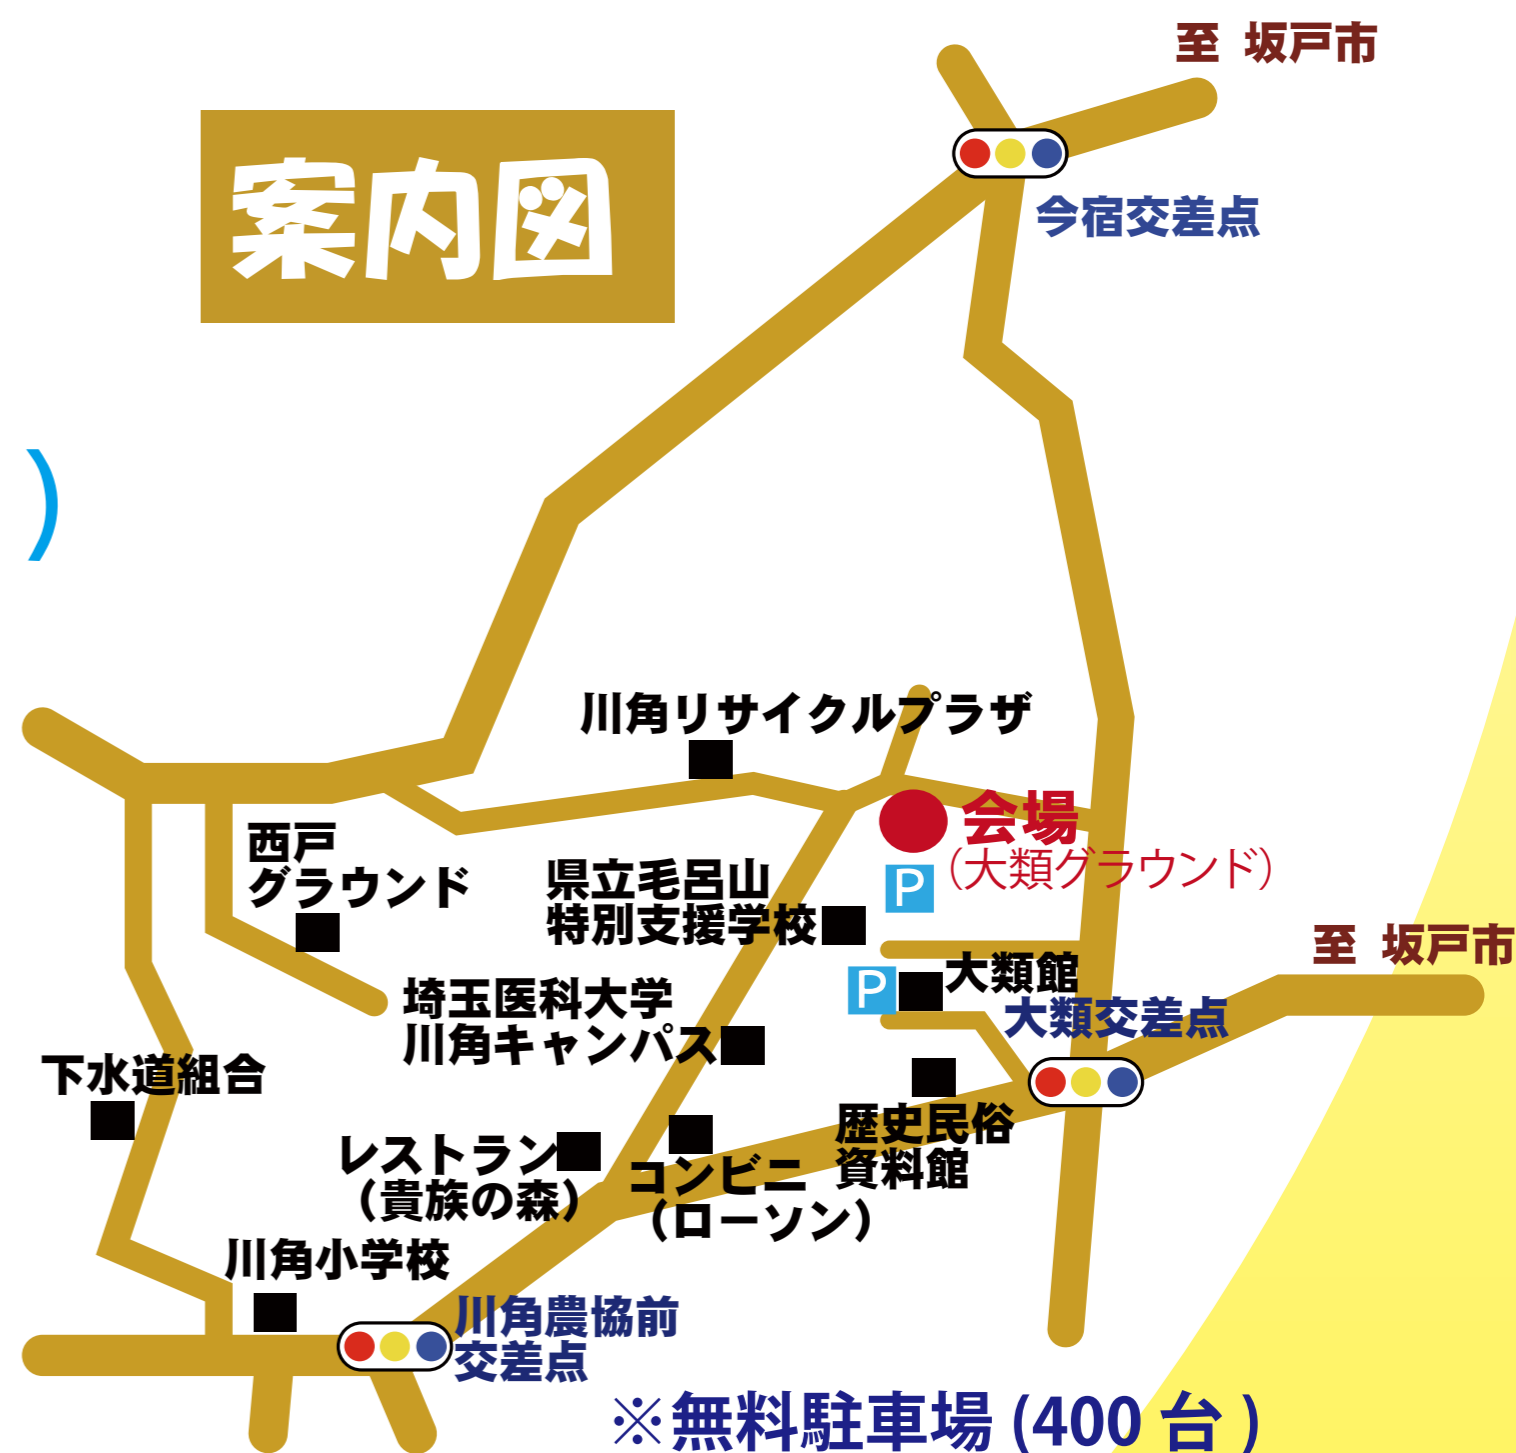 至 坂戸市
案内図
今宿交差点
)
川角リサイクルプラザ
会場
(大類グラウンド)
P
西戸
グラウンド
県立毛呂山
特別支援学校
至 坂戸市
大類館
P
大類交差点
埼玉医科大学
川角キャンパス
下水道組合
歴史民俗
資料館
レストラン
（貴族の森）
コンビニ
（ローソン）
川角小学校
川角農協前
交差点
※無料駐車場 (400 台 )